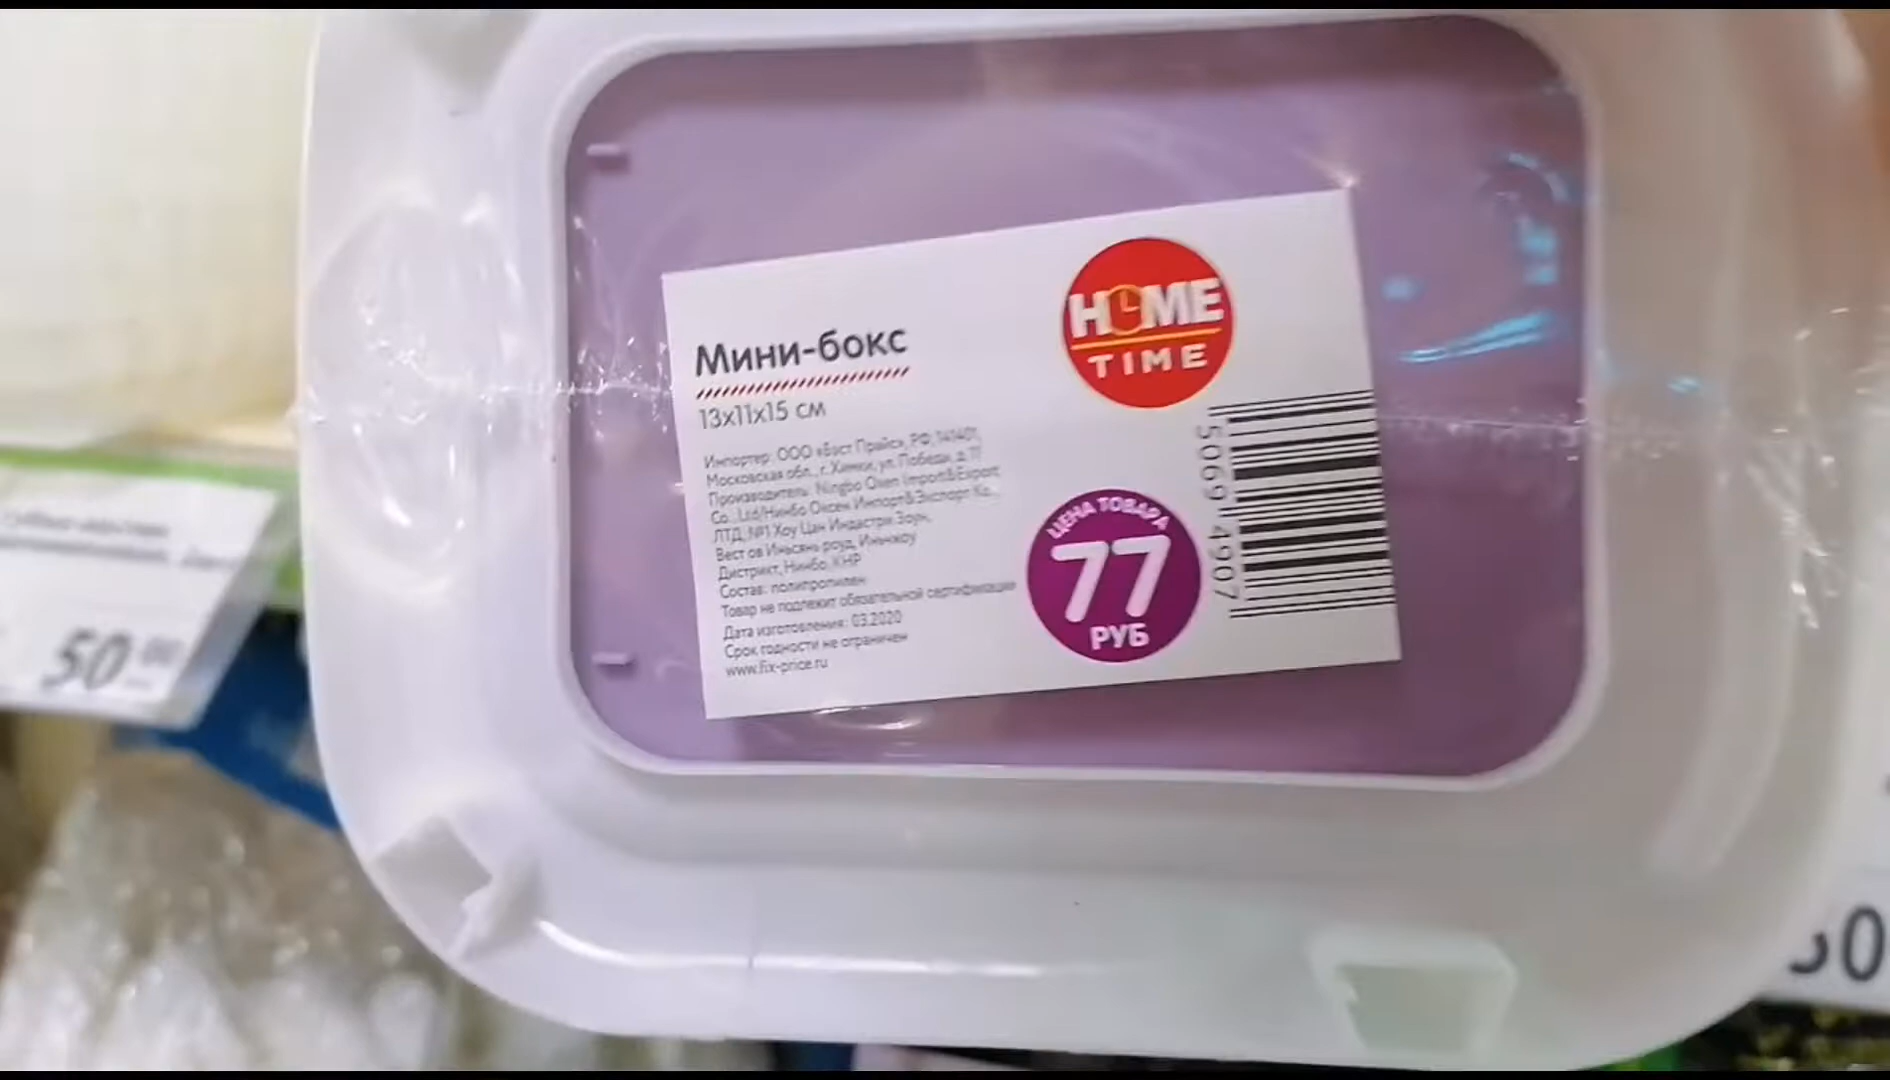 Мини-бокс
13х11х15 см
Импортер: ООО «Бэст Прайс», РФ, 141401,
Московская обл., г. Химки, ул. Победы, д. 11
Производитель: Ningbo Oxen Import&Export
Co., Ltd/Нинбо Оксен Импорт&Экспорт Ко.,
ЛТД, №1 Хоу Цан Индастри Зоун,
Вест ов Иньсянь роуд, Иньчжоу
Дистрикт, Нинбо, КНР
Состав: полипропилен
Товар не подлежит обязательной сертификации
Дата изготовления: 03.2020
Срок годности не ограничен
www.fix-price.ru
HOME
TIME
ЦЕНА ТОВАРА
77
РУБ
5069 4907
50